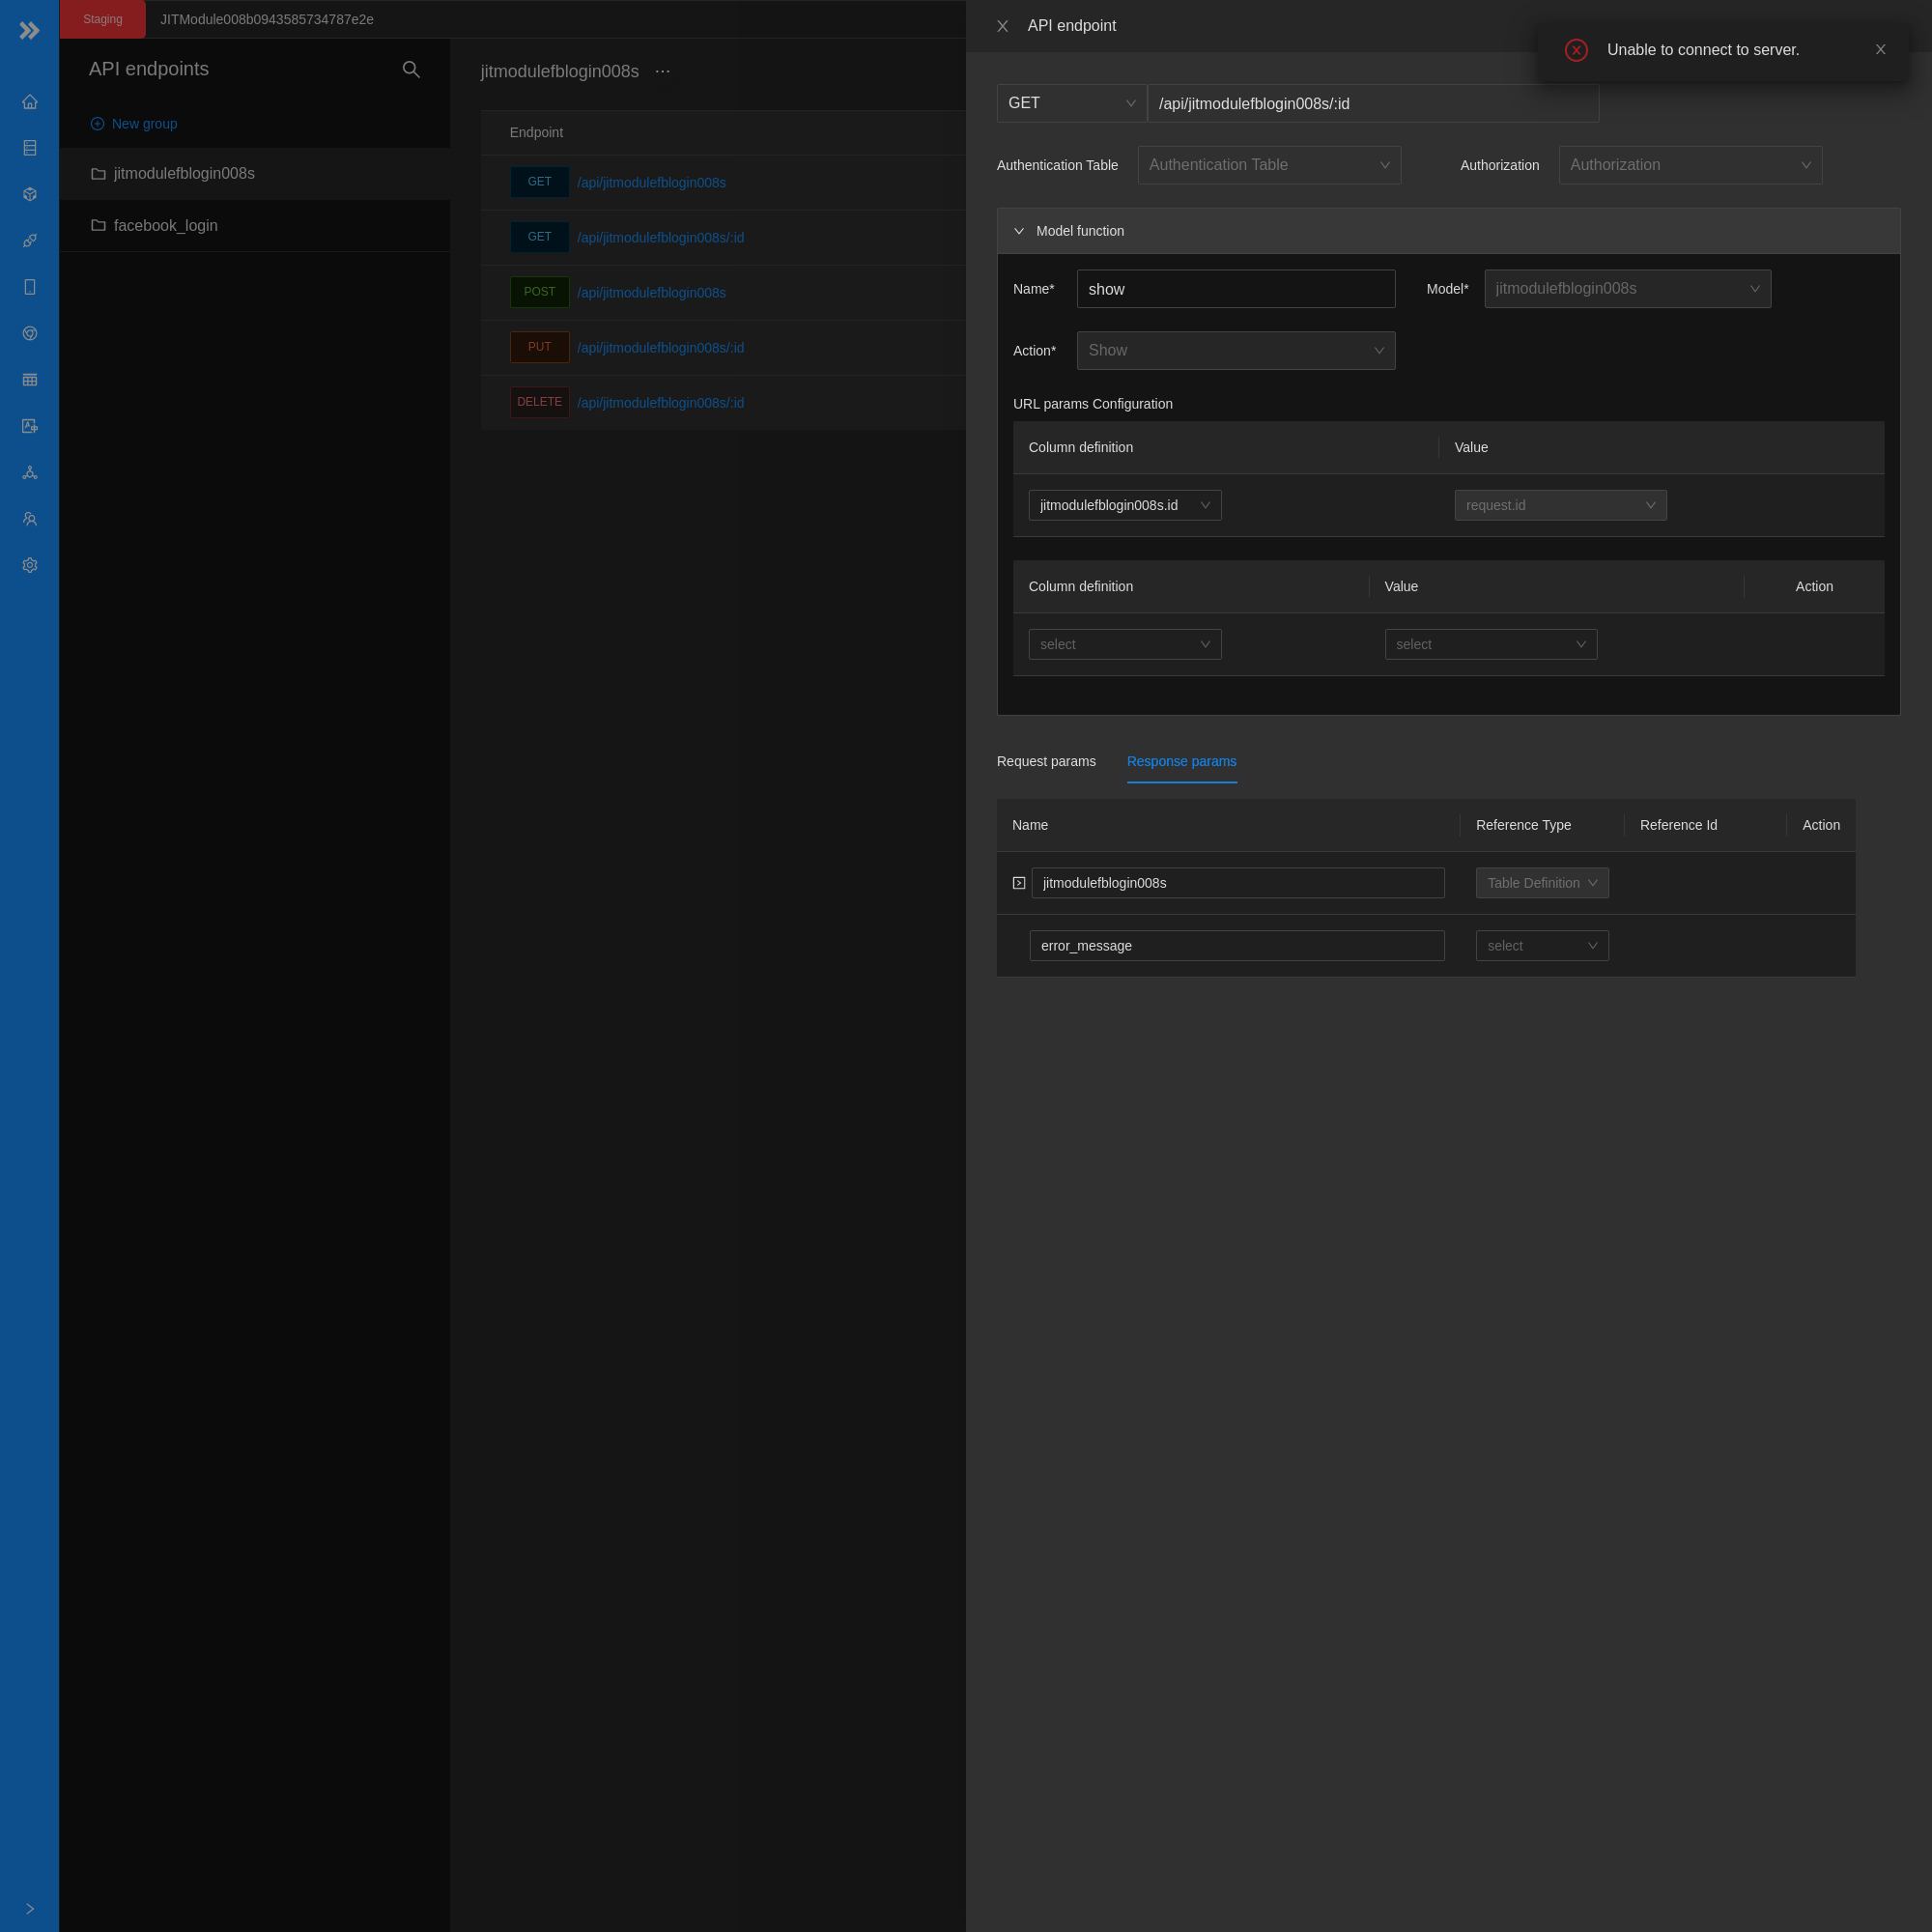 Staging
JITModule008b0943585734787e2e
API endpoints
New group
jitmodulefblogin008s
facebook_login
jitmodulefblogin008s ...
Endpoint
GET /api/jitmodulefblogin008s
GET /api/jitmodulefblogin008s/:id
POST /api/jitmodulefblogin008s
PUT /api/jitmodulefblogin008s/:id
DELETE /api/jitmodulefblogin008s/:id
API endpoint
Unable to connect to server.
GET /api/jitmodulefblogin008s/:id
Authentication Table Authentication Table Authorization Authorization
Model function
Name* show Model* jitmodulefblogin008s
Action* Show
URL params Configuration
Column definition Value
jitmodulefblogin008s.id request.id
Column definition Value Action
select select
Request params Response params
Name Reference Type Reference Id Action
jitmodulefblogin008s Table Definition
error_message select